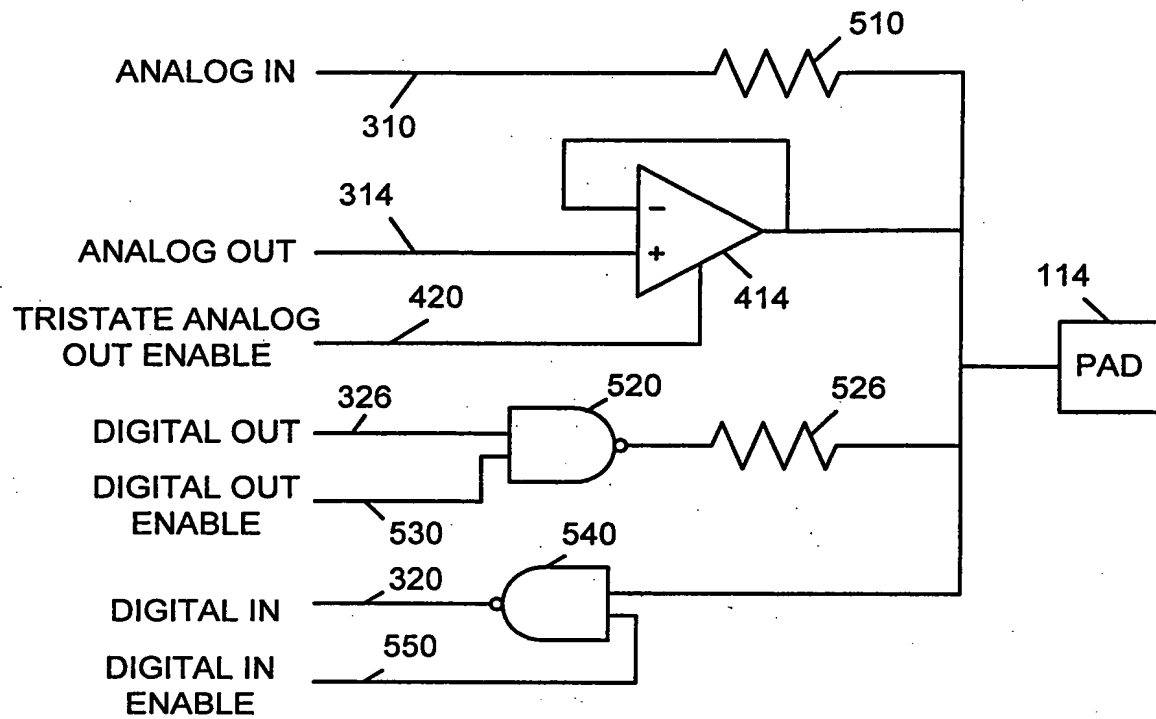 510
ANALOG IN
310
314
ANALOG OUT
−
+
414
420
TRISTATE ANALOG
OUT ENABLE
114
PAD
326
520
526
DIGITAL OUT
DIGITAL OUT
ENABLE
530
540
320
DIGITAL IN
550
DIGITAL IN
ENABLE